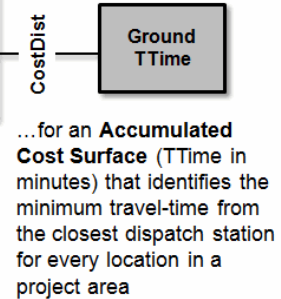 CostDist
Ground
TTime
…for an Accumulated
Cost Surface (TTime in
minutes) that identifies the
minimum travel-time from
the closest dispatch station
for every location in a
project area